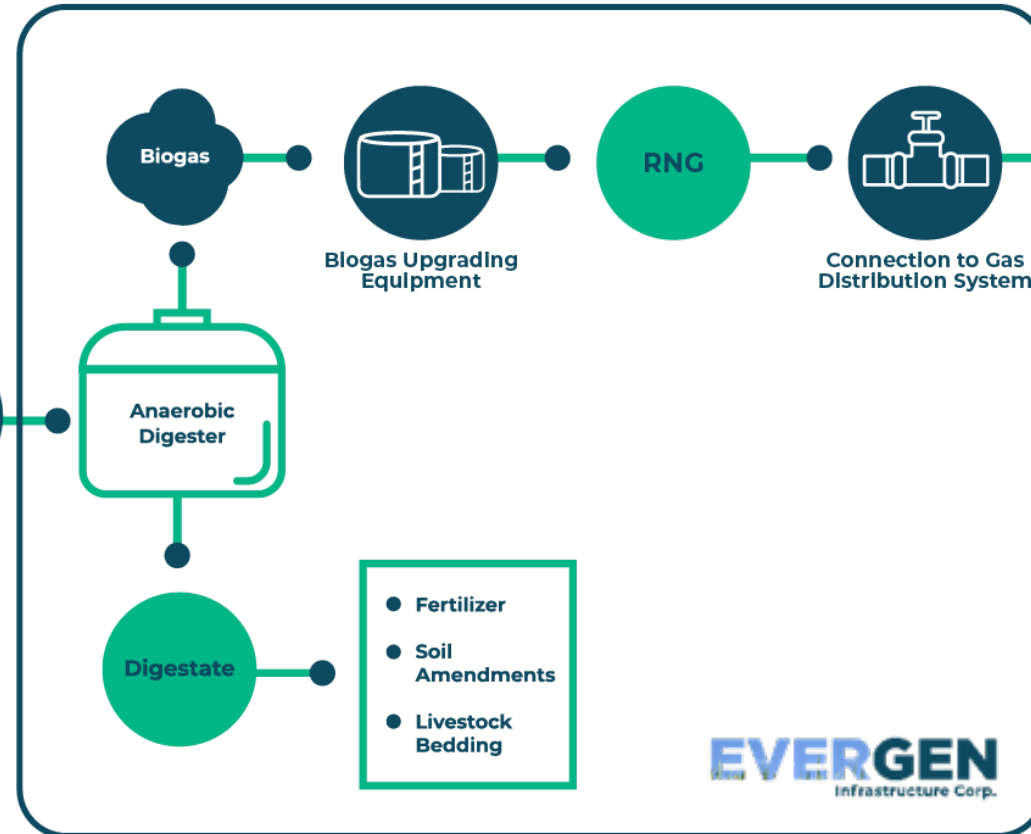 Biogas
RNG
Biogas Upgrading
Equipment
Connection to Gas
Distribution System
Anaerobic
Digester
Digestate
Fertilizer
Soil
Amendments
Livestock
Bedding
EVERGEN
Infrastructure Corp.